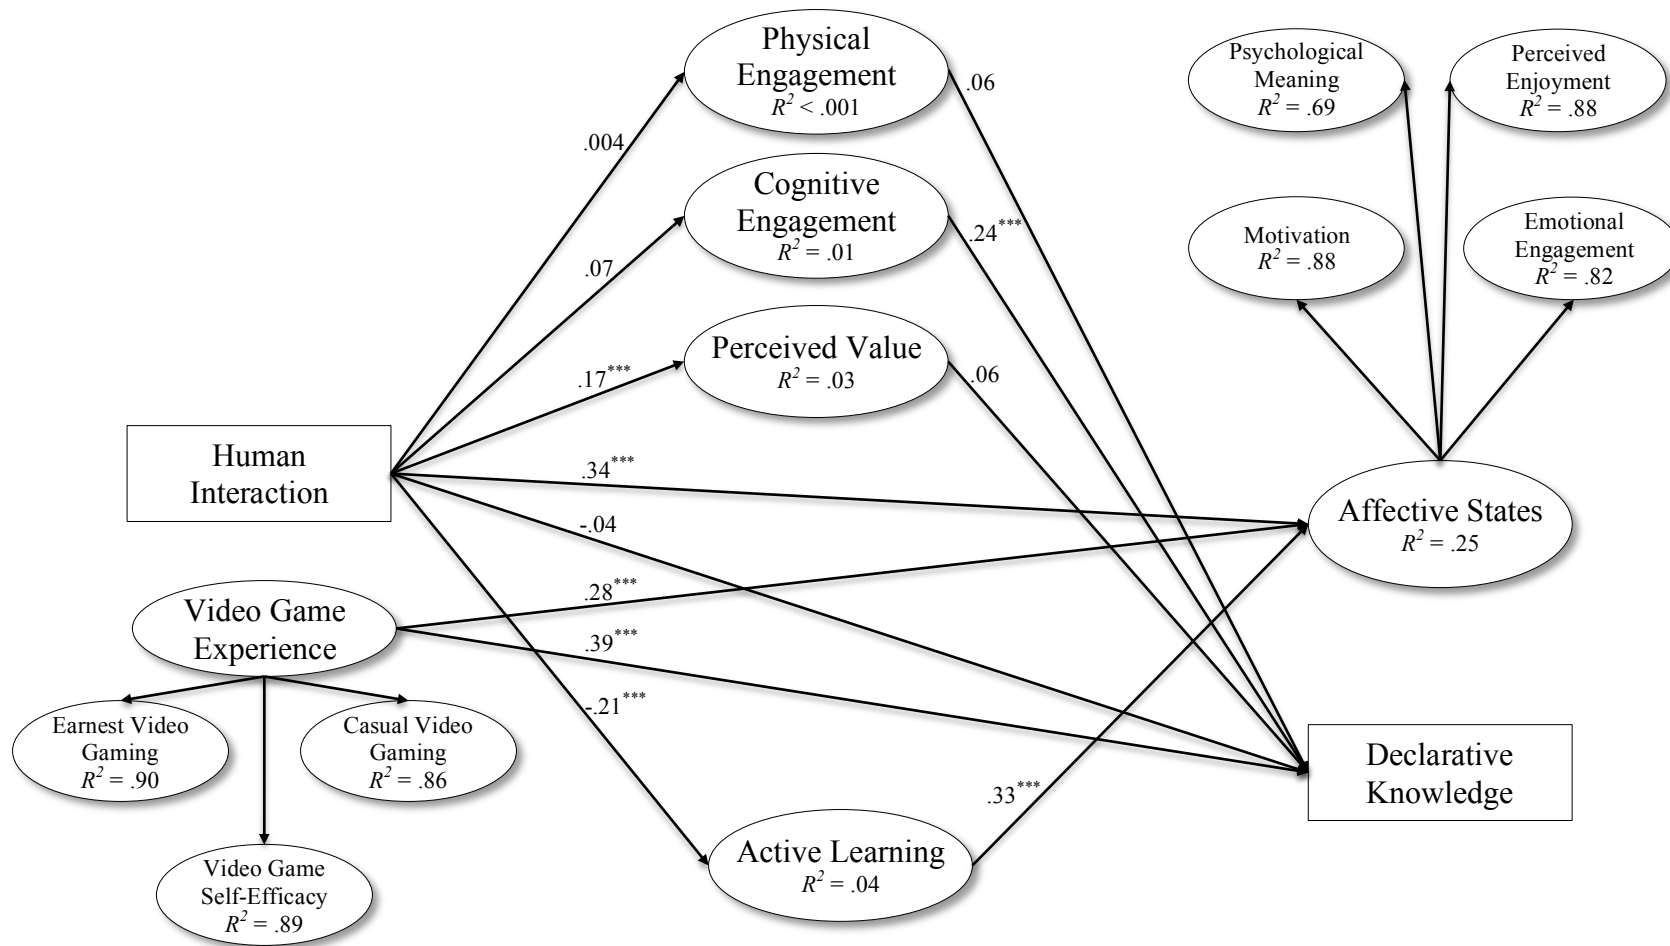 Physical
Engagement
R² < .001
Psychological
Meaning
R² = .69
Perceived
Enjoyment
R² = .88
.06
.004
Cognitive
Engagement
R² = .01
.24***
.07
Motivation
R² = .88
Emotional
Engagement
R² = .82
Perceived Value
R² = .03
.17***
.06
Human
Interaction
.34***
-.04
Affective States
R² = .25
Video Game
Experience
.28***
.39***
-.21***
Earnest Video
Gaming
R² = .90
Casual Video
Gaming
R² = .86
Declarative
Knowledge
.33***
Active Learning
R² = .04
Video Game
Self-Efficacy
R² = .89